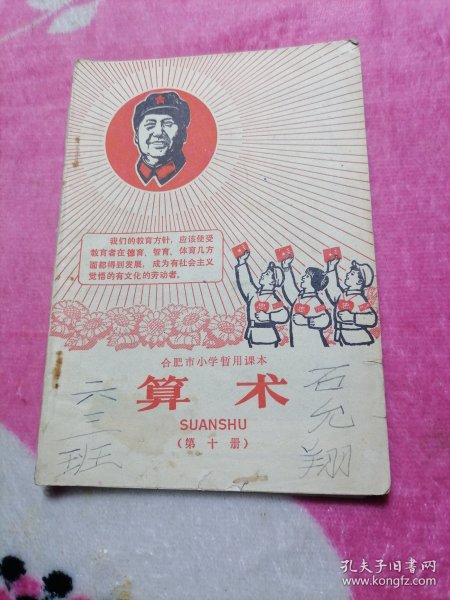 我们的教育方针，应该使受
教育者在德育、智育、体育几方
面都得到发展，成为有社会主义
觉悟的有文化的劳动者。
合肥市小学暂用课本
算术
SUANSHU
（第十册）
六三班
石允翔
孔夫子旧书网
www.kongfz.com